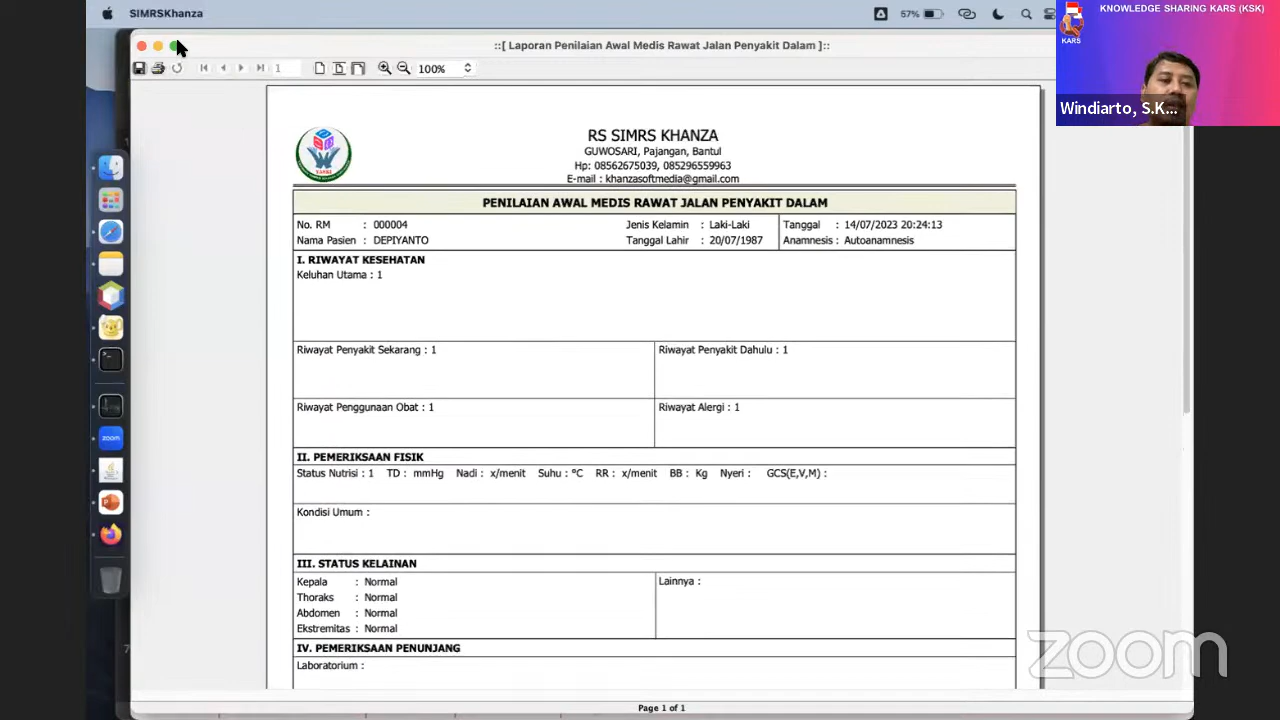 SIMRSKhanza
57%
KNOWLEDGE SHARING KARS (KSK)
KARS
Windiarto, S.K...
::[ Laporan Penilaian Awal Medis Rawat Jalan Penyakit Dalam ]::
1
100%
RS SIMRS KHANZA
GUWOSARI, Pajangan, Bantul
Hp: 08562675039, 085296559963
E-mail : khanzasoftmedia@gmail.com
PENILAIAN AWAL MEDIS RAWAT JALAN PENYAKIT DALAM
No. RM : 000004 Jenis Kelamin : Laki-Laki Tanggal : 14/07/2023 20:24:13
Nama Pasien : DEPIYANTO Tanggal Lahir : 20/07/1987 Anamnesis : Autoanamnesis
I. RIWAYAT KESEHATAN
Keluhan Utama : 1
Riwayat Penyakit Sekarang : 1 Riwayat Penyakit Dahulu : 1
Riwayat Penggunaan Obat : 1 Riwayat Alergi : 1
II. PEMERIKSAAN FISIK
Status Nutrisi : 1 TD : mmHg Nadi : x/menit Suhu : °C RR : x/menit BB : Kg Nyeri : GCS(E,V,M) :
Kondisi Umum :
III. STATUS KELAINAN
Kepala : Normal Lainnya :
Thoraks : Normal
Abdomen : Normal
Ekstremitas : Normal
IV. PEMERIKSAAN PENUNJANG
Laboratorium :
zoom
zoom
Page 1 of 1